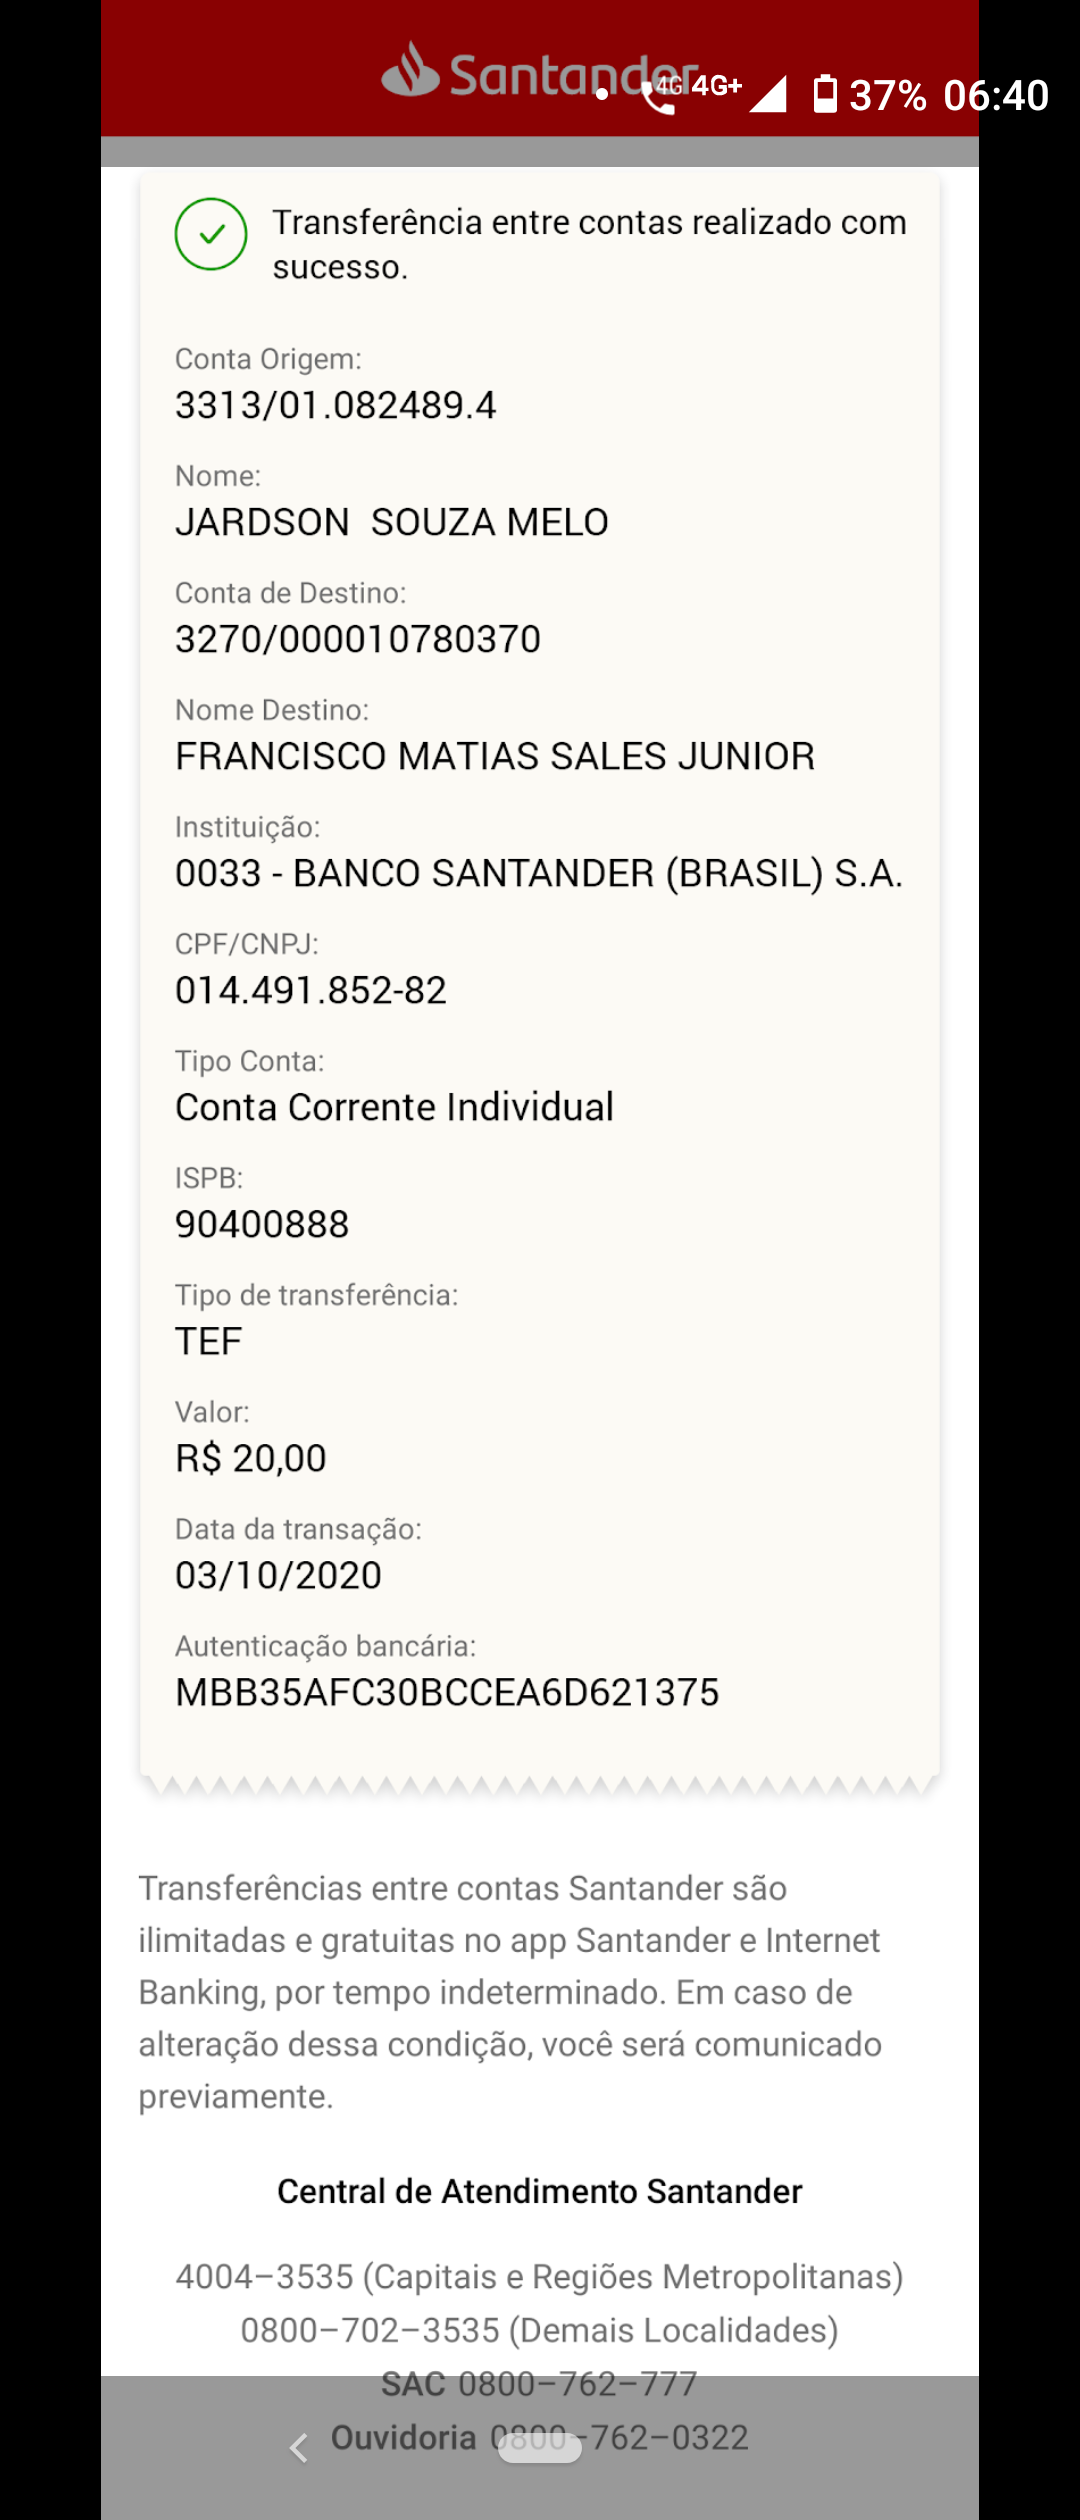 Santander
4G 4G+ 37% 06:40
Transferência entre contas realizado com
sucesso.
Conta Origem:
3313/01.082489.4
Nome:
JARDSON  SOUZA MELO
Conta de Destino:
3270/000010780370
Nome Destino:
FRANCISCO MATIAS SALES JUNIOR
Instituição:
0033 - BANCO SANTANDER (BRASIL) S.A.
CPF/CNPJ:
014.491.852-82
Tipo Conta:
Conta Corrente Individual
ISPB:
90400888
Tipo de transferência:
TEF
Valor:
R$ 20,00
Data da transação:
03/10/2020
Autenticação bancária:
MBB35AFC30BCCEA6D621375
Transferências entre contas Santander são
ilimitadas e gratuitas no app Santander e Internet
Banking, por tempo indeterminado. Em caso de
alteração dessa condição, você será comunicado
previamente.
Central de Atendimento Santander
4004–3535 (Capitais e Regiões Metropolitanas)
0800–702–3535 (Demais Localidades)
SAC 0800–762–777
Ouvidoria 0800–762–0322